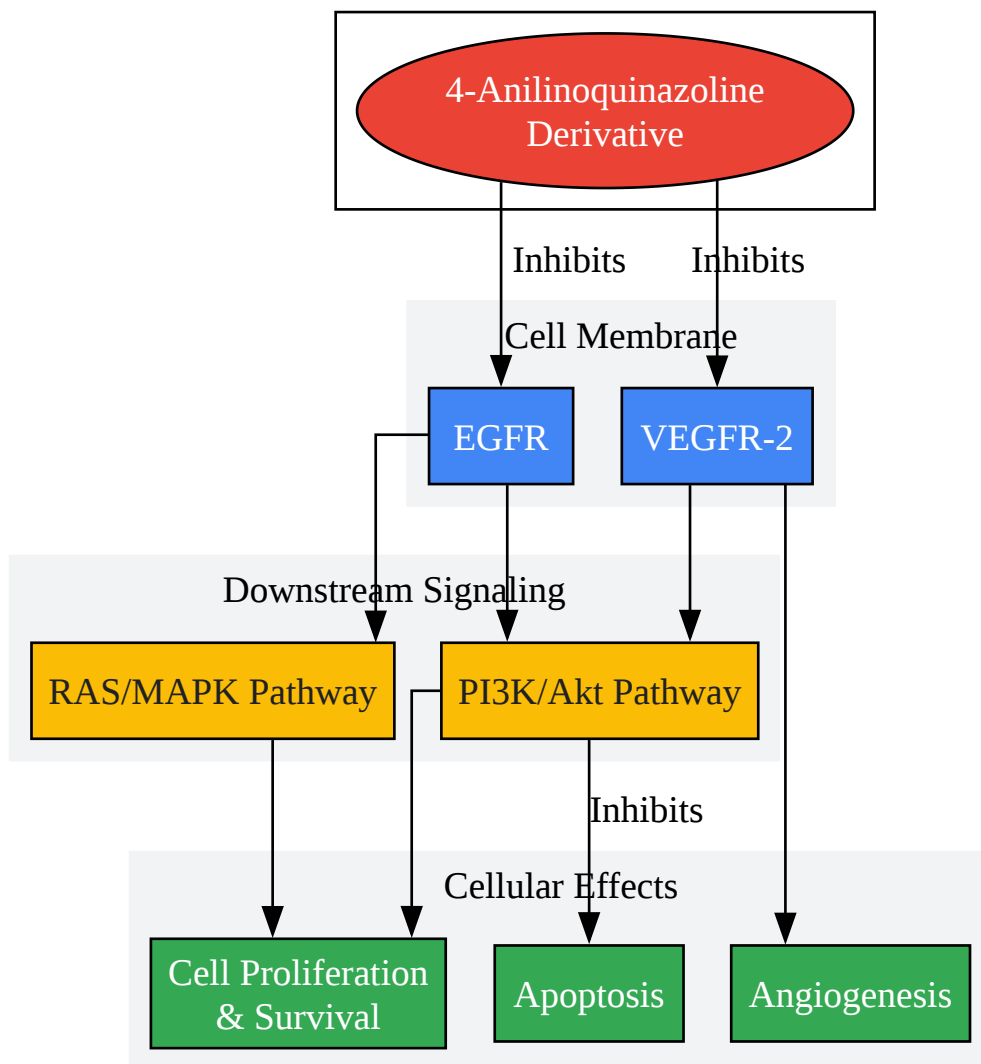 4-Anilinoquinazoline
Derivative
Inhibits
Inhibits
Cell Membrane
EGFR
VEGFR-2
Downstream Signaling
RAS/MAPK Pathway
PI3K/Akt Pathway
Inhibits
Cellular Effects
Cell Proliferation
& Survival
Apoptosis
Angiogenesis